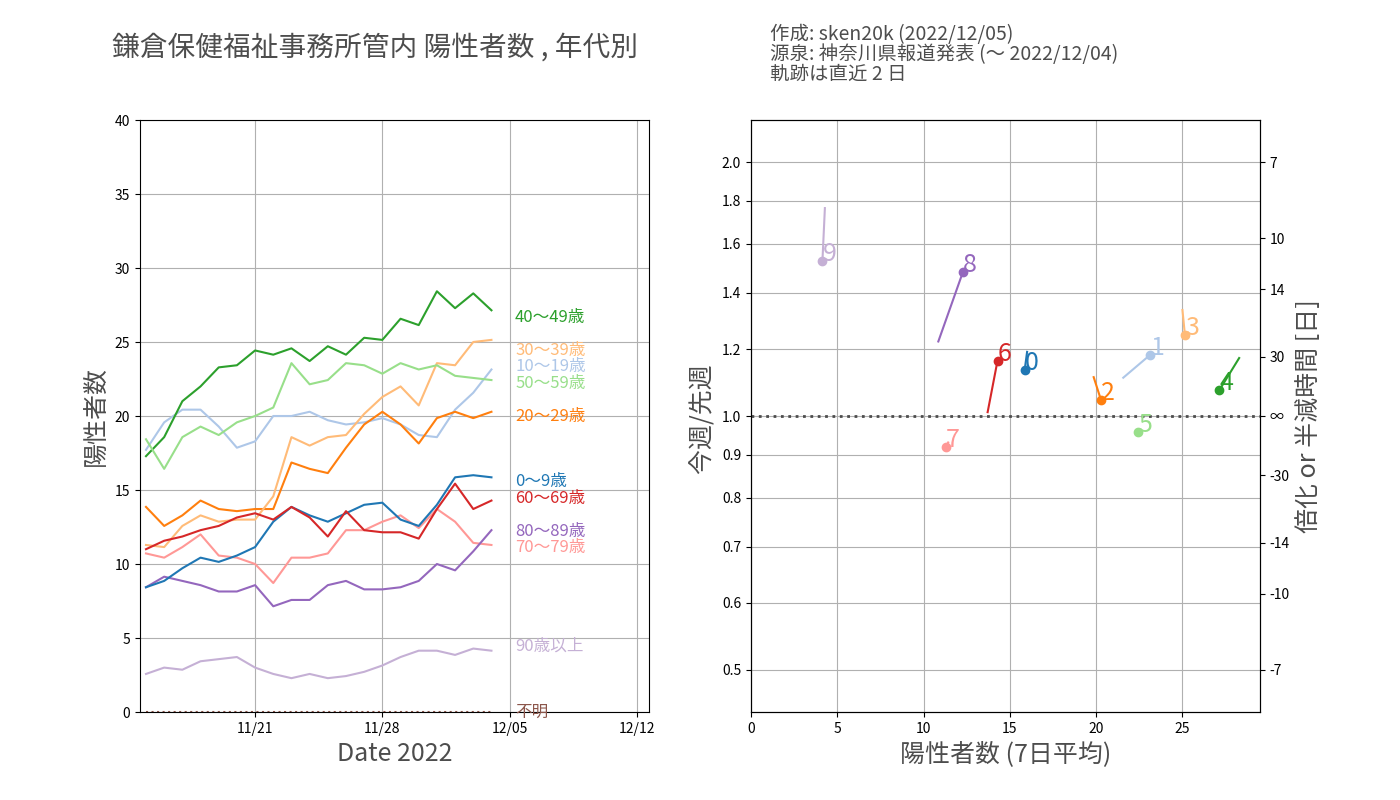 鎌倉保健福祉事務所管内 陽性者数 , 年代別
作成: sken20k (2022/12/05)
源泉: 神奈川県報道発表 (〜 2022/12/04)
軌跡は直近 2 日
陽性者数
40
35
30
25
20
15
10
5
0
40〜49歳
30〜39歳
10〜19歳
50〜59歳
20〜29歳
0〜9歳
60〜69歳
80〜89歳
70〜79歳
90歳以上
不明
11/21
11/28
12/05
12/12
Date 2022
今週/先週
2.0
1.8
1.6
1.4
1.2
1.0
0.9
0.8
0.7
0.6
0.5
9
8
3
1
6
0
4
2
5
7
7
10
14
30
∞
-30
-14
-10
-7
倍化 or 半減時間 [日]
0
5
10
15
20
25
陽性者数 (7日平均)